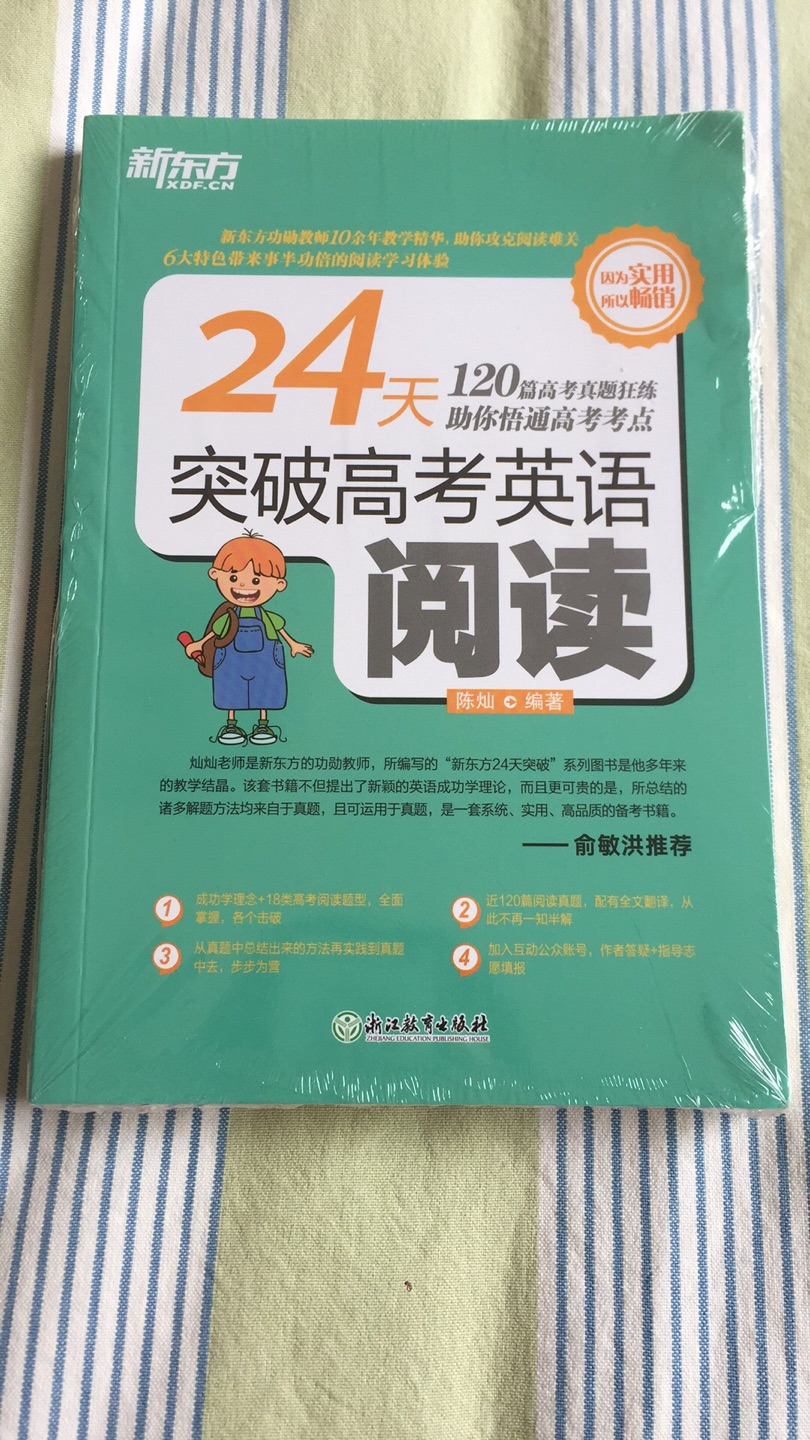 新东方
XDF.CN
新东方功勋教师10余年教学精华,助你攻克阅读难关
6大特色带来事半功倍的阅读学习体验
因为实用
所以畅销
24天
120篇高考真题狂练
助你悟通高考考点
突破高考英语
阅读
陈灿 编著
灿灿老师是新东方的功勋教师,所编写的“新东方24天突破”系列图书是他多年来
的教学结晶。该套书籍不但提出了新颖的英语成功学理论,而且更可贵的是,所总结的
诸多解题方法均来自于真题,且可运用于真题,是一套系统、实用、高品质的备考书籍。
——俞敏洪推荐
1 成功学理念+18类高考阅读题型,全面
掌握,各个击破
2 近120篇阅读真题,配有全文翻译,从
此不再一知半解
3 从真题中总结出来的方法再实践到真题
中去,步步为营
4 加入互动公众账号,作者答疑+指导志
愿填报
浙江教育出版社
ZHEJIANG EDUCATION PUBLISHING HOUSE